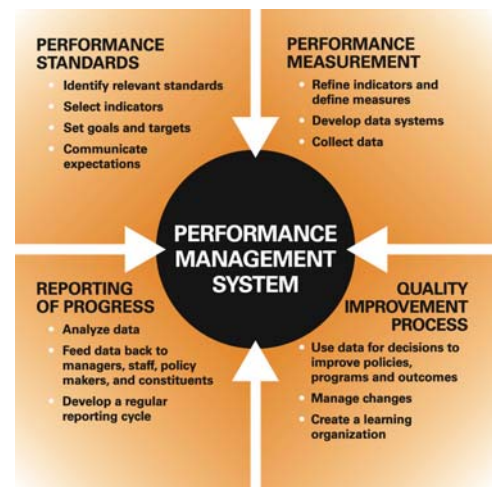 PERFORMANCE
STANDARDS
• Identify relevant standards
• Select indicators
• Set goals and targets
• Communicate
expectations
PERFORMANCE
MEASUREMENT
• Refine indicators and
define measures
• Develop data systems
• Collect data
PERFORMANCE
MANAGEMENT
SYSTEM
REPORTING
OF PROGRESS
• Analyze data
• Feed data back to
managers, staff, policy
makers, and constituents
• Develop a regular
reporting cycle
QUALITY
IMPROVEMENT
PROCESS
• Use data for decisions to
improve policies,
programs and outcomes
• Manage changes
• Create a learning
organization